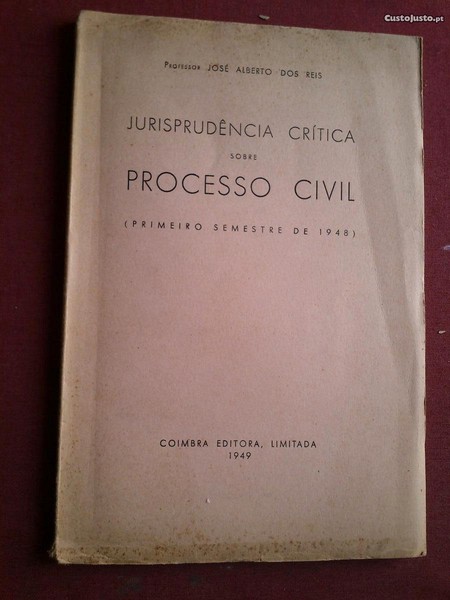 CustoJusto.pt
PROFESSOR JOSÉ ALBERTO DOS REIS
JURISPRUDÊNCIA CRÍTICA
SOBRE
PROCESSO CIVIL
(PRIMEIRO SEMESTRE DE 1948)
COIMBRA EDITORA, LIMITADA
1949